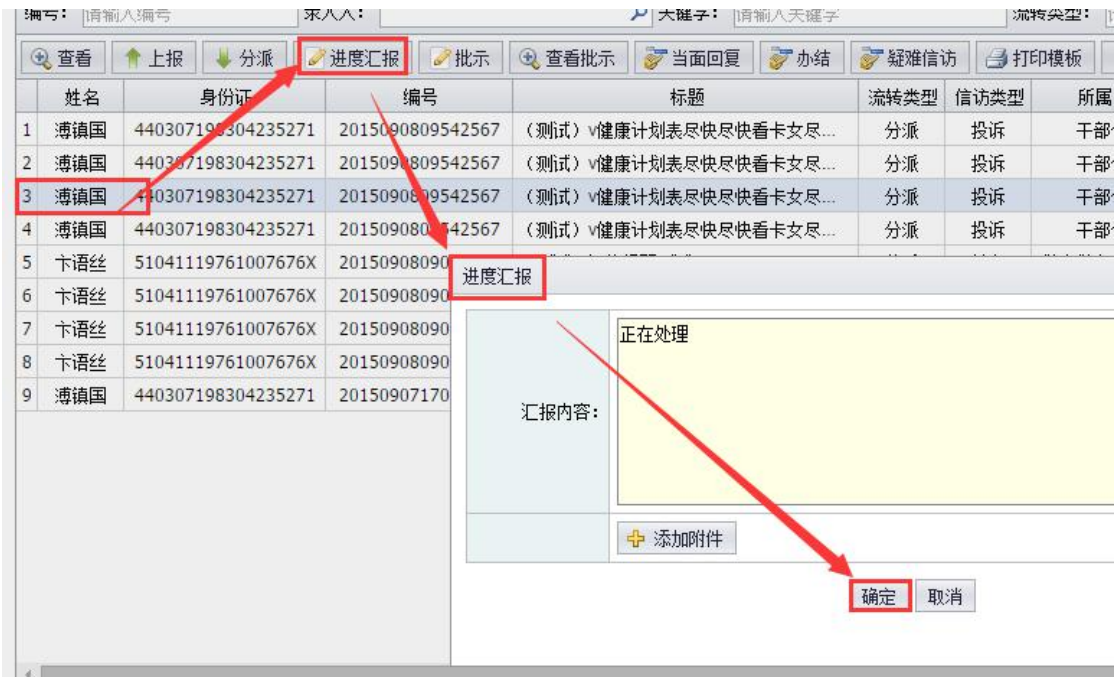 编号： 请输入编号 录入人： 关键字： 请输入关键字 流转类型：
查看 上报 分派 进度汇报 批示 查看批示 当面回复 办结 疑难信访 打印模板
姓名 身份证 编号 标题 流转类型 信访类型 所属
1 溥镇国 440307198304235271 2015090809542567 （测试）v健康计划表尽快尽快看卡女尽... 分派 投诉 干部
2 溥镇国 440307198304235271 2015090809542567 （测试）v健康计划表尽快尽快看卡女尽... 分派 投诉 干部
3 溥镇国 440307198304235271 2015090809542567 （测试）v健康计划表尽快尽快看卡女尽... 分派 投诉 干部
4 溥镇国 440307198304235271 2015090809542567 （测试）v健康计划表尽快尽快看卡女尽... 分派 投诉 干部
5 卞语丝 51041119761007676X 20150908090
6 卞语丝 51041119761007676X 20150908090
7 卞语丝 51041119761007676X 20150908090
8 卞语丝 51041119761007676X 20150908090
9 溥镇国 440307198304235271 20150907170
进度汇报
正在处理
汇报内容：
添加附件
确定 取消